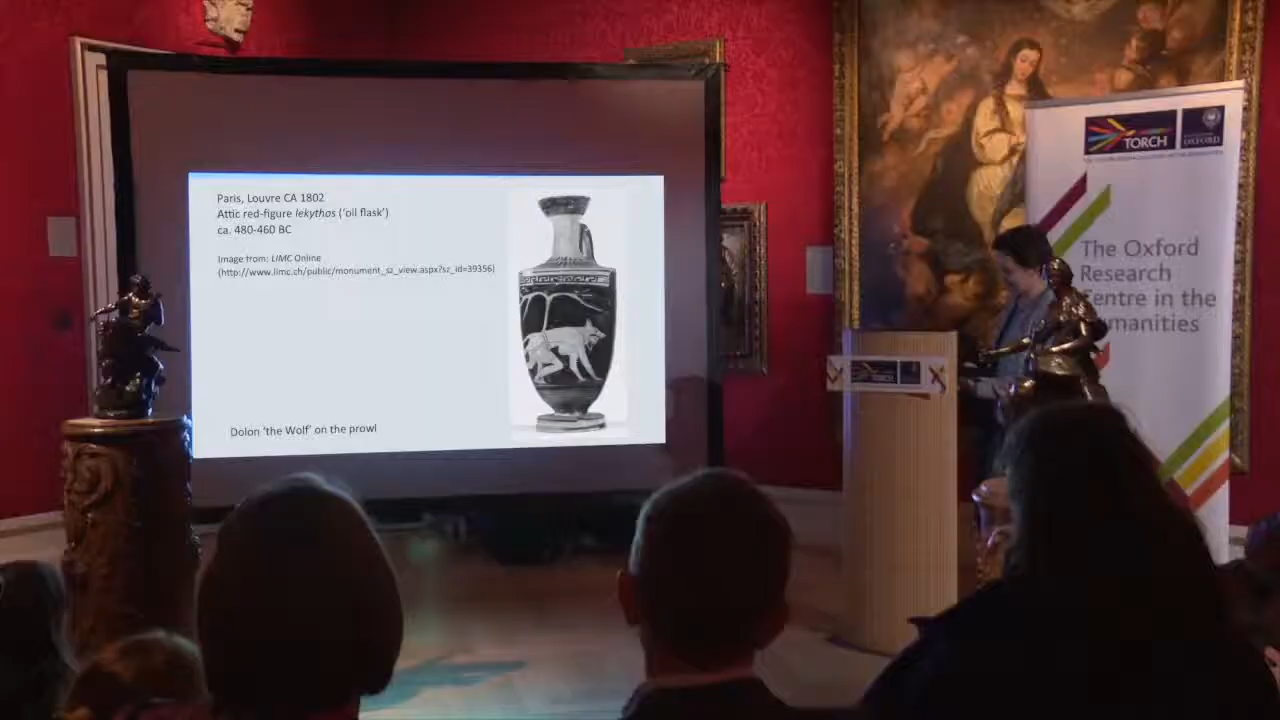 Paris, Louvre CA 1802
Attic red-figure lekythos ('oil flask')
ca. 480-460 BC
Image from: LIMC Online
(http://www.limc.ch/public/monument_sz_view.aspx?sz_id=39356)
Dolon 'the Wolf' on the prowl
TORCH
OXFORD
The Oxford
Research
Centre in the
umanities
TORCH